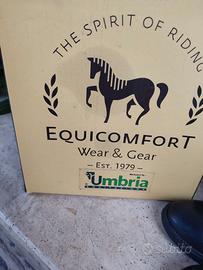 THE SPIRIT OF RIDING
EQUICOMFORT
Wear & Gear
– EST. 1979 –
Umbria
subito